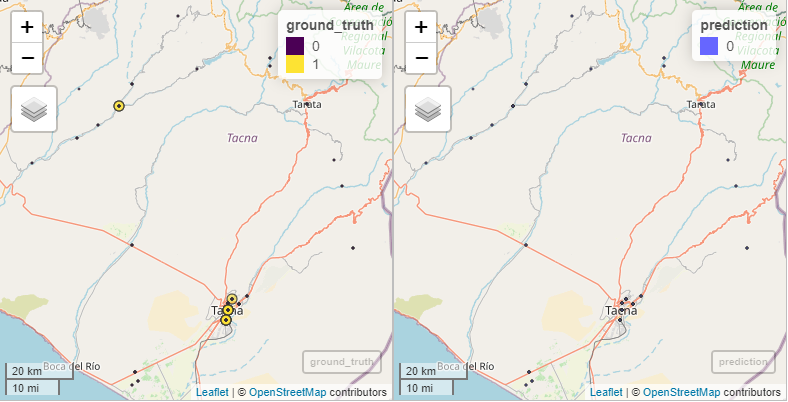 +
−
Area de
Regional
Vilacota
Maure
ground_truth
0
1
Tarata
Tacna
Tacna
Boca del Río
20 km
10 mi
ground_truth
Leaflet | © OpenStreetMap contributors
+
−
Área de
Regional
Vilacota
Maure
prediction
0
Tarata
Tacna
Tacna
Boca del Río
20 km
10 mi
prediction
Leaflet | © OpenStreetMap contributors